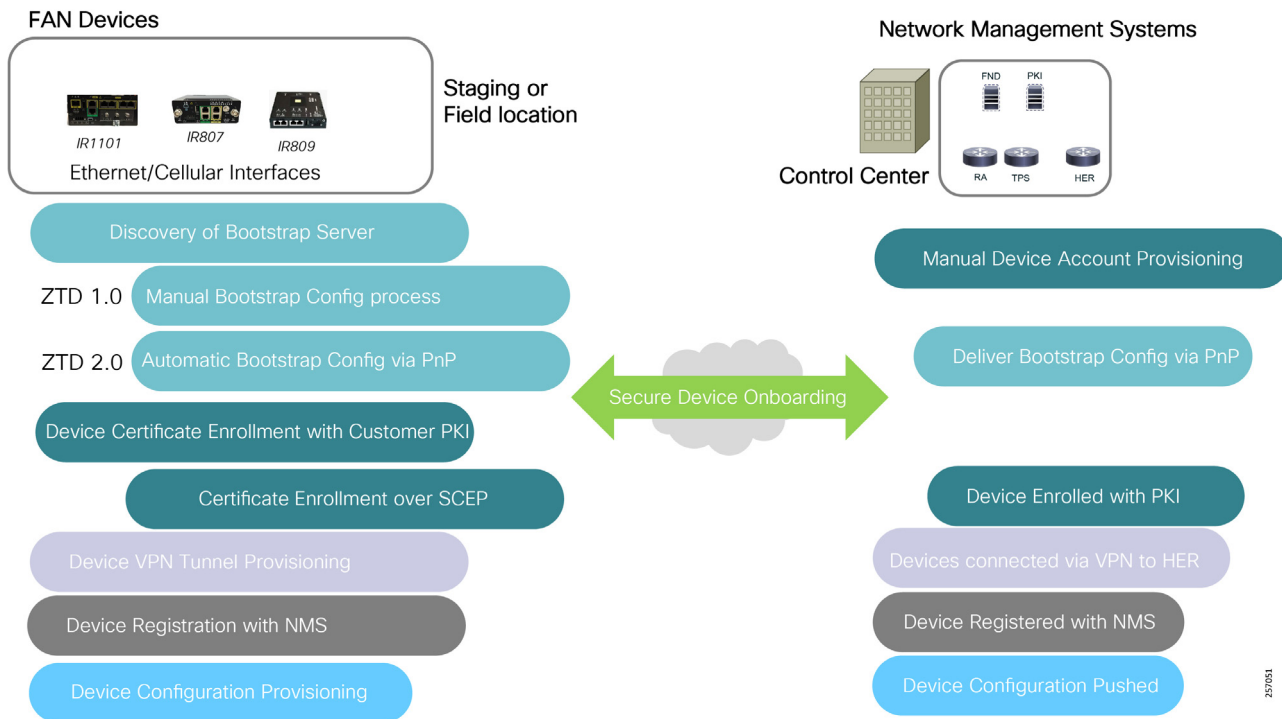 FAN Devices
Network Management Systems
IR1101
IR807
IR809
Ethernet/Cellular Interfaces
Staging or
Field location
FND
PKI
RA
TPS
HER
Control Center
Discovery of Bootstrap Server
ZTD 1.0
Manual Bootstrap Config process
ZTD 2.0
Automatic Bootstrap Config via PnP
Device Certificate Enrollment with Customer PKI
Certificate Enrollment over SCEP
Device VPN Tunnel Provisioning
Device Registration with NMS
Device Configuration Provisioning
Secure Device Onboarding
Manual Device Account Provisioning
Deliver Bootstrap Config via PnP
Device Enrolled with PKI
Devices connected via VPN to HER
Device Registered with NMS
Device Configuration Pushed
257051